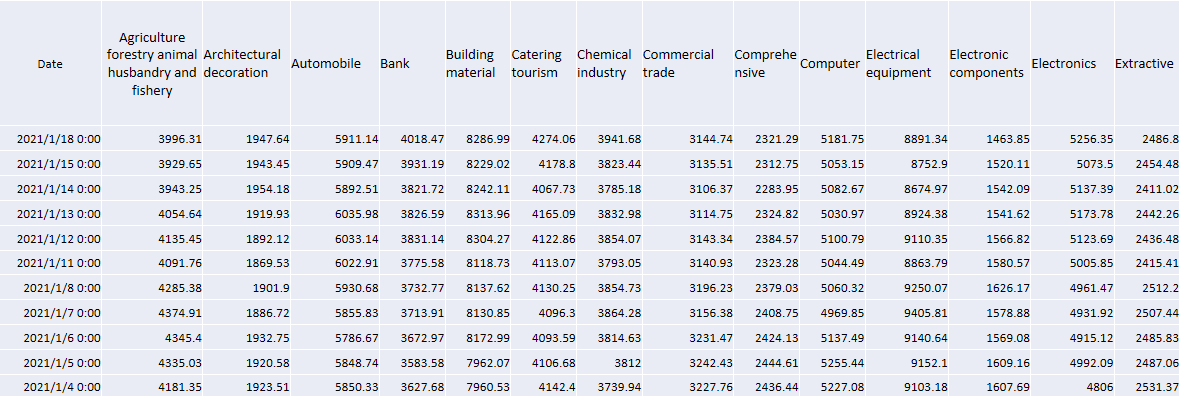 Date Agriculture forestry animal husbandry and fishery Architectural decoration Automobile Bank Building material Catering tourism Chemical industry Commercial trade Comprehensive Computer Electrical equipment Electronic components Electronics Extractive
2021/1/18 0:00 3996.31 1947.64 5911.14 4018.47 8286.99 4274.06 3941.68 3144.74 2321.29 5181.75 8891.34 1463.85 5256.35 2486.8
2021/1/15 0:00 3929.65 1943.45 5909.47 3931.19 8229.02 4178.8 3823.44 3135.51 2312.75 5053.15 8752.9 1520.11 5073.5 2454.48
2021/1/14 0:00 3943.25 1954.18 5892.51 3821.72 8242.11 4067.73 3785.18 3106.37 2283.95 5082.67 8674.97 1542.09 5137.39 2411.02
2021/1/13 0:00 4054.64 1919.93 6035.98 3826.59 8313.96 4165.09 3832.98 3114.75 2324.82 5030.97 8924.38 1541.62 5173.78 2442.26
2021/1/12 0:00 4135.45 1892.12 6033.14 3831.14 8304.27 4122.86 3854.07 3143.34 2384.57 5100.79 9110.35 1566.82 5123.69 2436.48
2021/1/11 0:00 4091.76 1869.53 6022.91 3775.58 8118.73 4113.07 3793.05 3140.93 2323.28 5044.49 8863.79 1580.57 5005.85 2415.41
2021/1/8 0:00 4285.38 1901.9 5930.68 3732.77 8137.62 4130.25 3854.73 3196.23 2379.03 5060.32 9250.07 1626.17 4961.47 2512.2
2021/1/7 0:00 4374.91 1886.72 5855.83 3713.91 8130.85 4096.3 3864.28 3156.38 2408.75 4969.85 9405.81 1578.88 4931.92 2507.44
2021/1/6 0:00 4345.4 1932.75 5786.67 3672.97 8172.99 4093.59 3814.63 3231.47 2424.13 5137.49 9140.64 1569.08 4915.12 2485.83
2021/1/5 0:00 4335.03 1920.58 5848.74 3583.58 7962.07 4106.68 3812 3242.43 2444.61 5255.44 9152.1 1609.16 4992.09 2487.06
2021/1/4 0:00 4181.35 1923.51 5850.33 3627.68 7960.53 4142.4 3739.94 3227.76 2436.44 5227.08 9103.18 1607.69 4806 2531.37